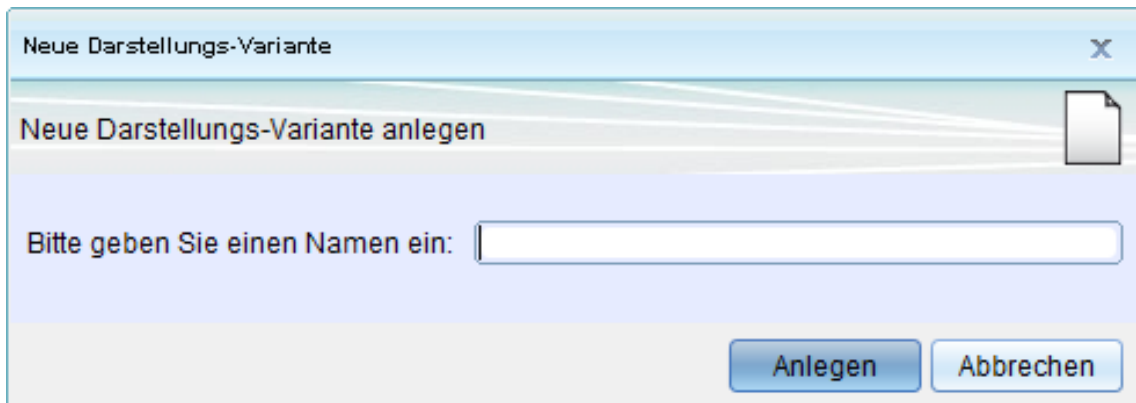 Neue Darstellungs-Variante
Neue Darstellungs-Variante anlegen
Bitte geben Sie einen Namen ein:
Anlegen Abbrechen